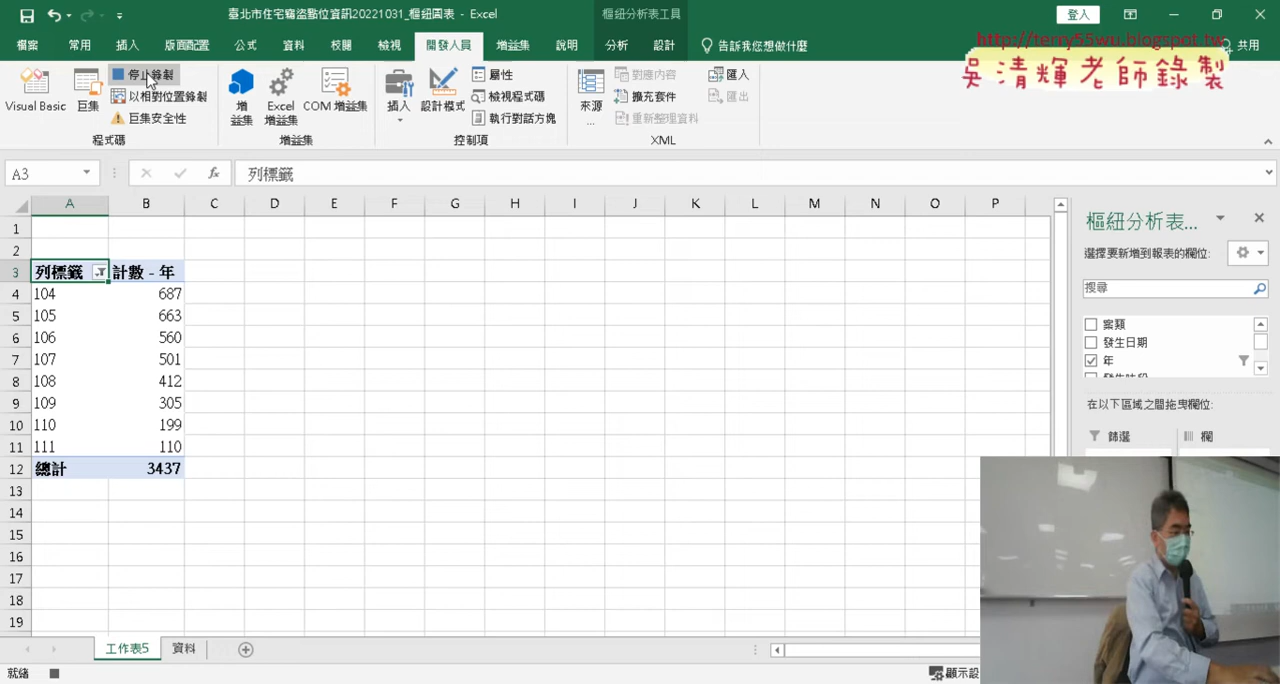 臺北市住宅竊盜點位資訊20221031_樞紐圖表 - Excel
樞紐分析表工具
登入
檔案 常用 插入 版面配置 公式 資料 校閱 檢視 開發人員 增益集 說明 分析 設計 告訴我您想做什麼 共用
http://terry55wu.blogspot.tw
吳清輝老師錄製
Visual Basic 巨集 停止錄製 以相對位置錄製 巨集安全性
增益集 Excel 增益集 COM 增益集
插入 設計模式 屬性 檢視程式碼 執行對話方塊
來源... 對應內容 擴充套件 重新整理資料 匯入 匯出
程式碼 增益集 控制項 XML
A3 fx 列標籤
A B C D E F G H I J K L M N O P
1
2
3 列標籤 計數 - 年
4 104 687
5 105 663
6 106 560
7 107 501
8 108 412
9 109 305
10 110 199
11 111 110
12 總計 3437
13
14
15
16
17
18
19
樞紐分析表...
選擇要新增到報表的欄位:
搜尋
案類
發生日期
年
在以下區域之間拖曳欄位:
篩選 欄
工作表5 資料
就緒
顯示設